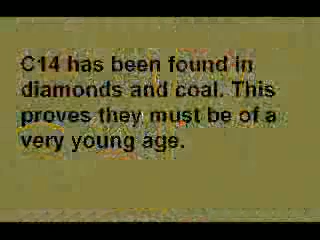 C14 has been found in
diamonds and coal. This
proves they must be of a
very young age.